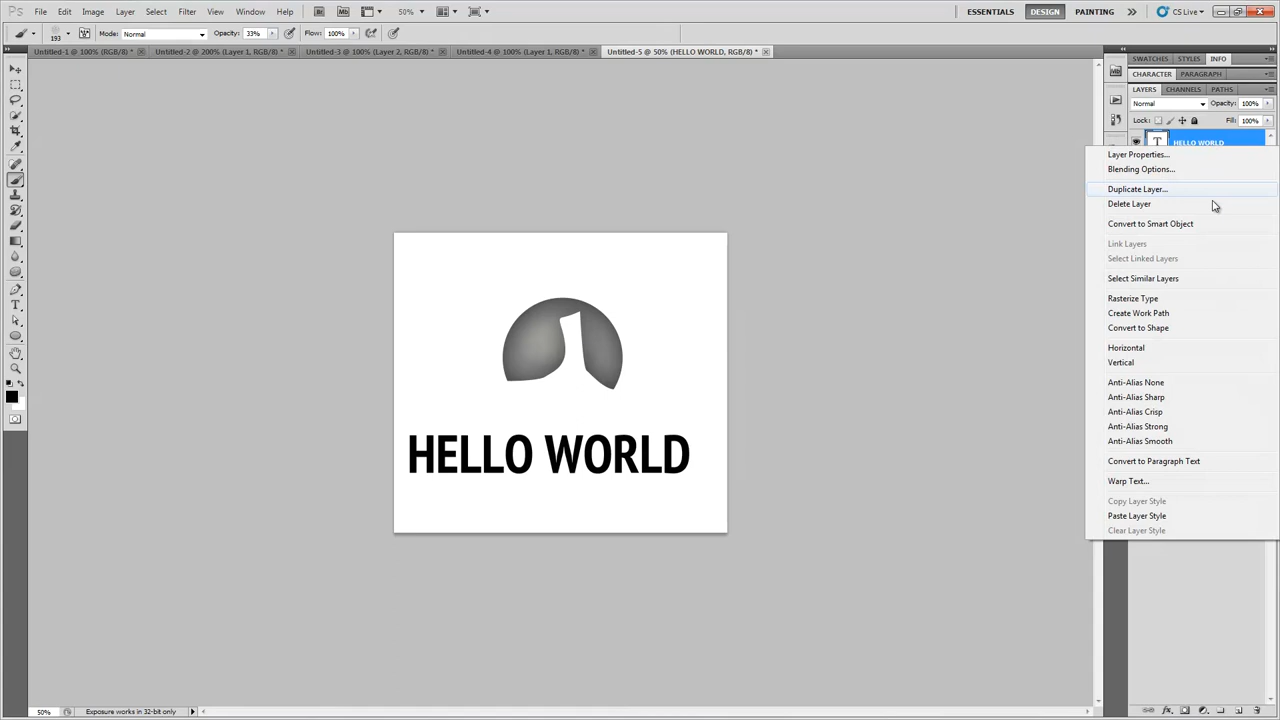 Ps File Edit Image Layer Select Filter View Window Help Mb 50% ESSENTIALS DESIGN PAINTING CS Live
193 Mode: Normal Opacity: 33% Flow: 100%
Untitled-1 @ 100% (RGB/8) * Untitled-2 @ 200% (Layer 1, RGB/8) * Untitled-3 @ 100% (Layer 2, RGB/8) * Untitled-4 @ 100% (Layer 1, RGB/8) * Untitled-5 @ 50% (HELLO WORLD, RGB/8) *
SWATCHES STYLES INFO
CHARACTER PARAGRAPH
LAYERS CHANNELS PATHS
Normal Opacity: 100%
Lock: Fill: 100%
T HELLO WORLD
Layer Properties...
Blending Options...
Duplicate Layer...
Delete Layer
Convert to Smart Object
Link Layers
Select Linked Layers
Select Similar Layers
Rasterize Type
Create Work Path
Convert to Shape
Horizontal
Vertical
Anti-Alias None
Anti-Alias Sharp
Anti-Alias Crisp
Anti-Alias Strong
Anti-Alias Smooth
Convert to Paragraph Text
Warp Text...
Copy Layer Style
Paste Layer Style
Clear Layer Style
HELLO WORLD
50% Exposure works in 32-bit only